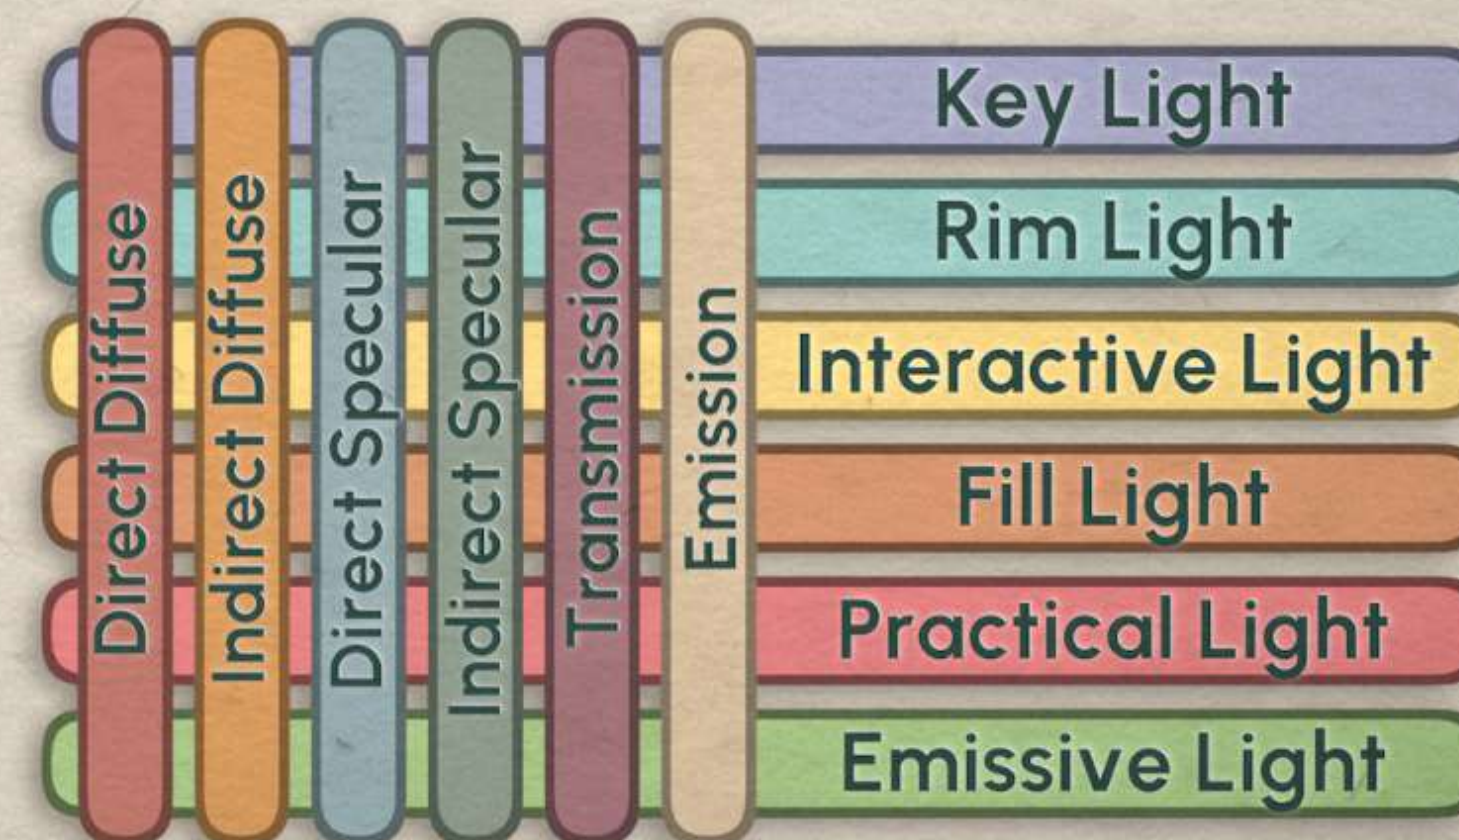 Direct Diffuse
Indirect Diffuse
Direct Specular
Indirect Specular
Transmission
Emission
Key Light
Rim Light
Interactive Light
Fill Light
Practical Light
Emissive Light